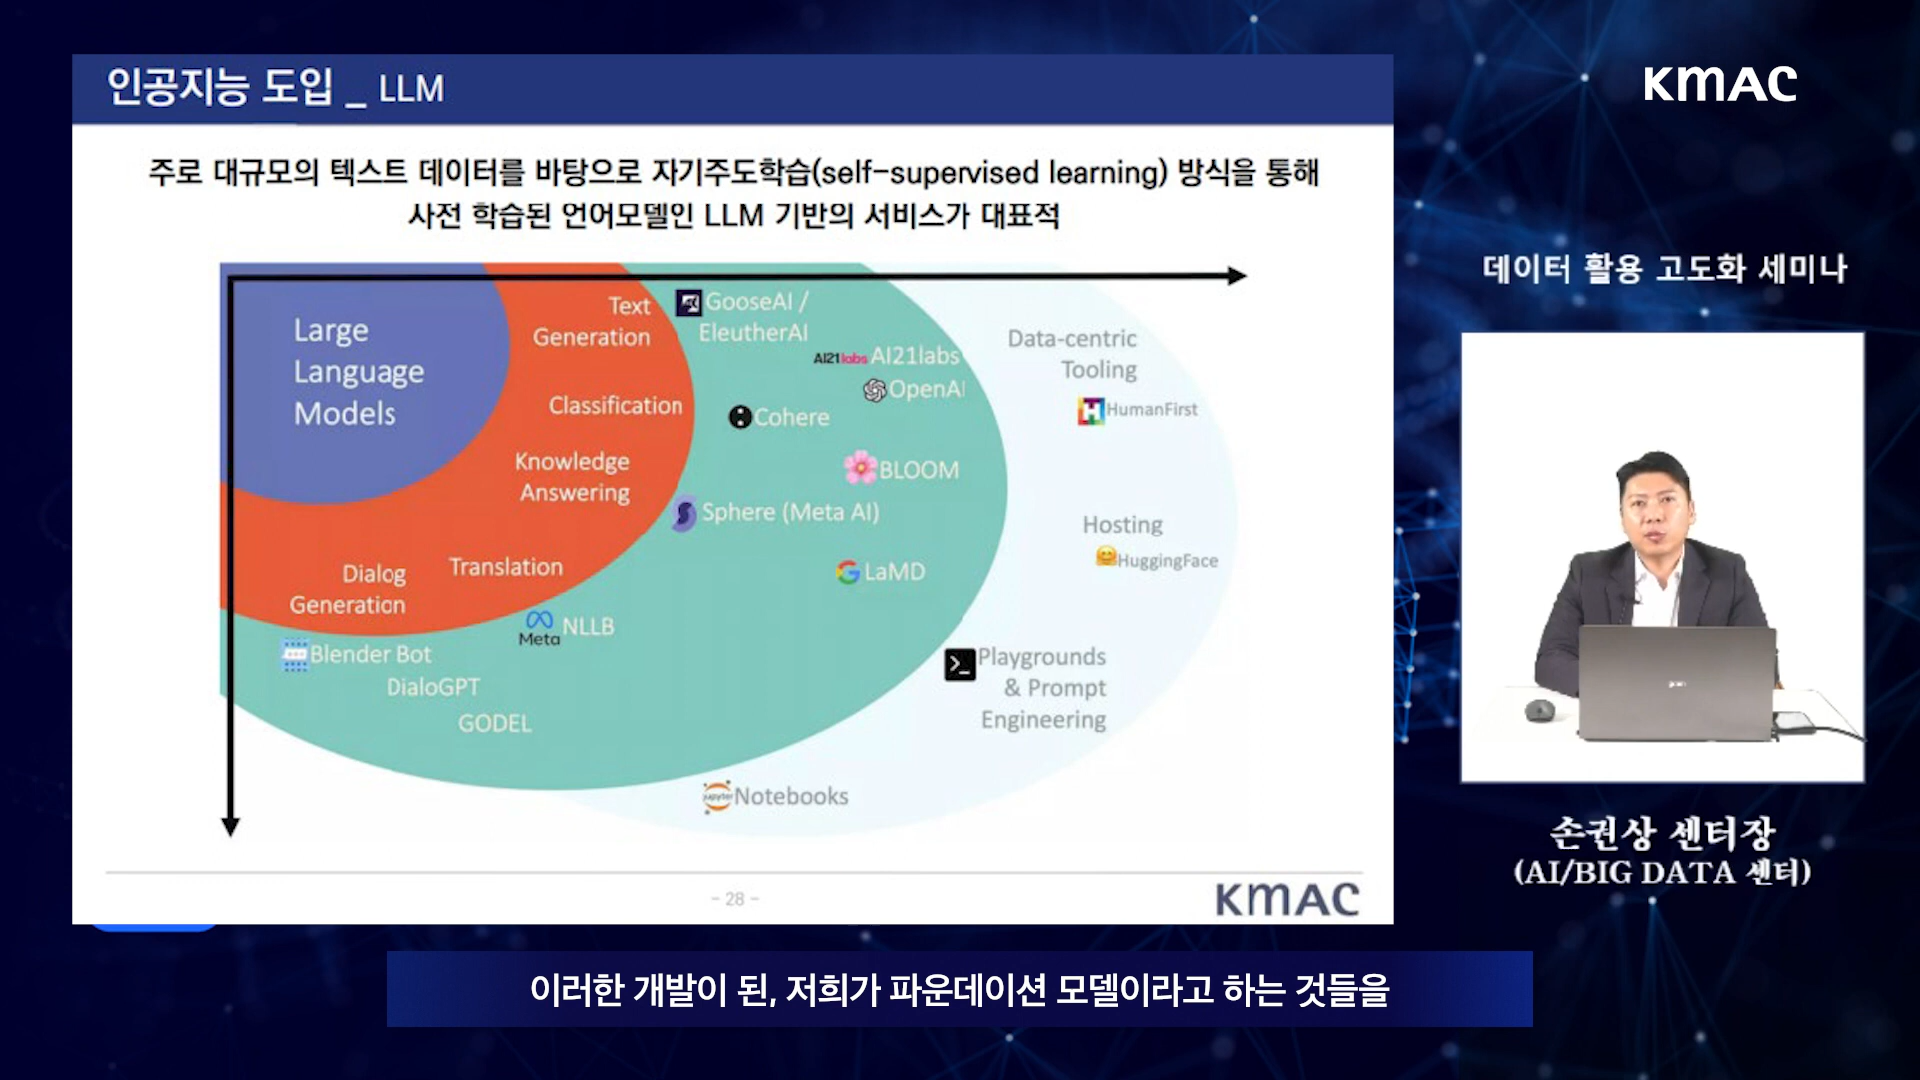 인공지능 도입 _ LLM
KMAC
주로 대규모의 텍스트 데이터를 바탕으로 자기주도학습(self-supervised learning) 방식을 통해
사전 학습된 언어모델인 LLM 기반의 서비스가 대표적
Large
Language
Models
Text
Generation
Classification
Knowledge
Answering
Translation
Dialog
Generation
GooseAI /
EleutherAI
AI21labs AI21labs
OpenAI
Cohere
BLOOM
Sphere (Meta AI)
LaMD
Meta NLLB
Blender Bot
DialoGPT
GODEL
Data-centric
Tooling
HumanFirst
Hosting
HuggingFace
Playgrounds
& Prompt
Engineering
jupyter Notebooks
- 28 -
KMAC
데이터 활용 고도화 세미나
손권상 센터장
(AI/BIG DATA 센터)
이러한 개발이 된, 저희가 파운데이션 모델이라고 하는 것들을